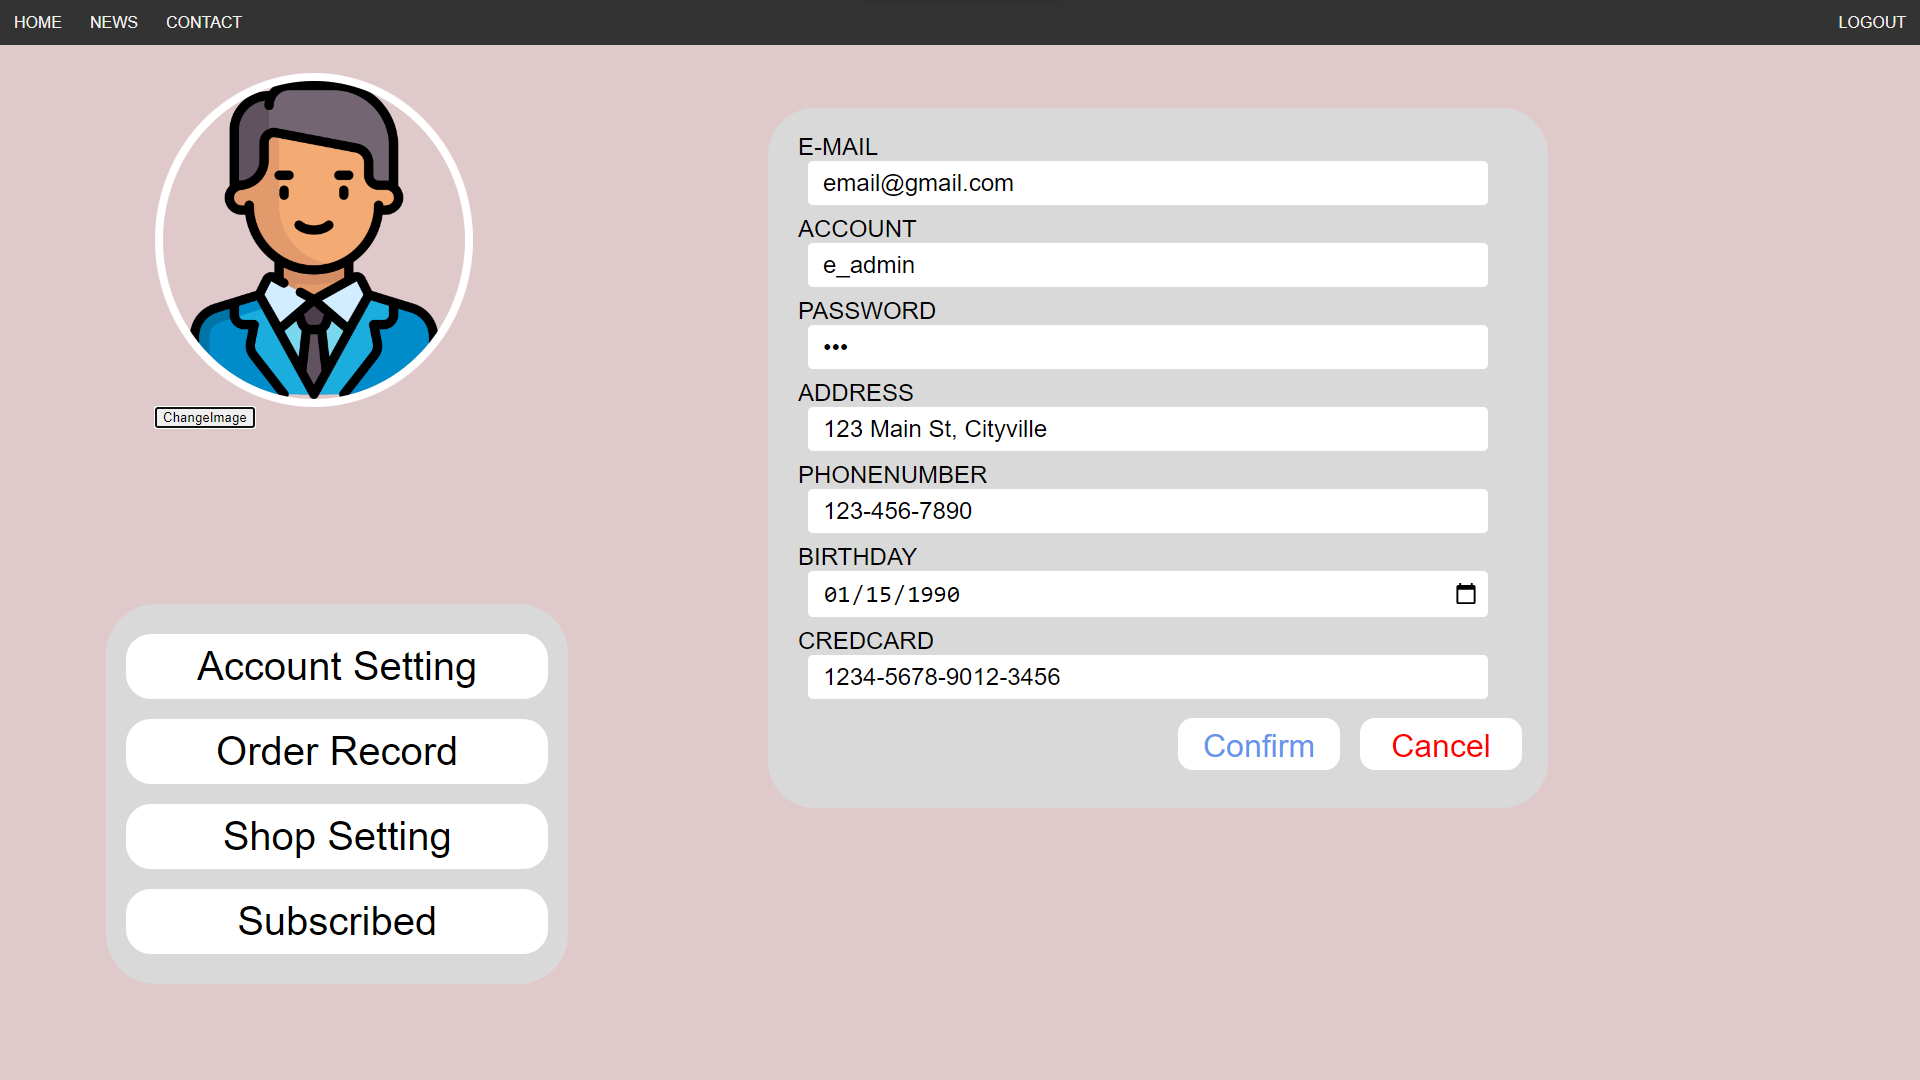 HOME NEWS CONTACT LOGOUT
ChangeImage
Account Setting
Order Record
Shop Setting
Subscribed
E-MAIL
email@gmail.com
ACCOUNT
e_admin
PASSWORD
•••
ADDRESS
123 Main St, Cityville
PHONENUMBER
123-456-7890
BIRTHDAY
01/15/1990
CREDCARD
1234-5678-9012-3456
Confirm Cancel